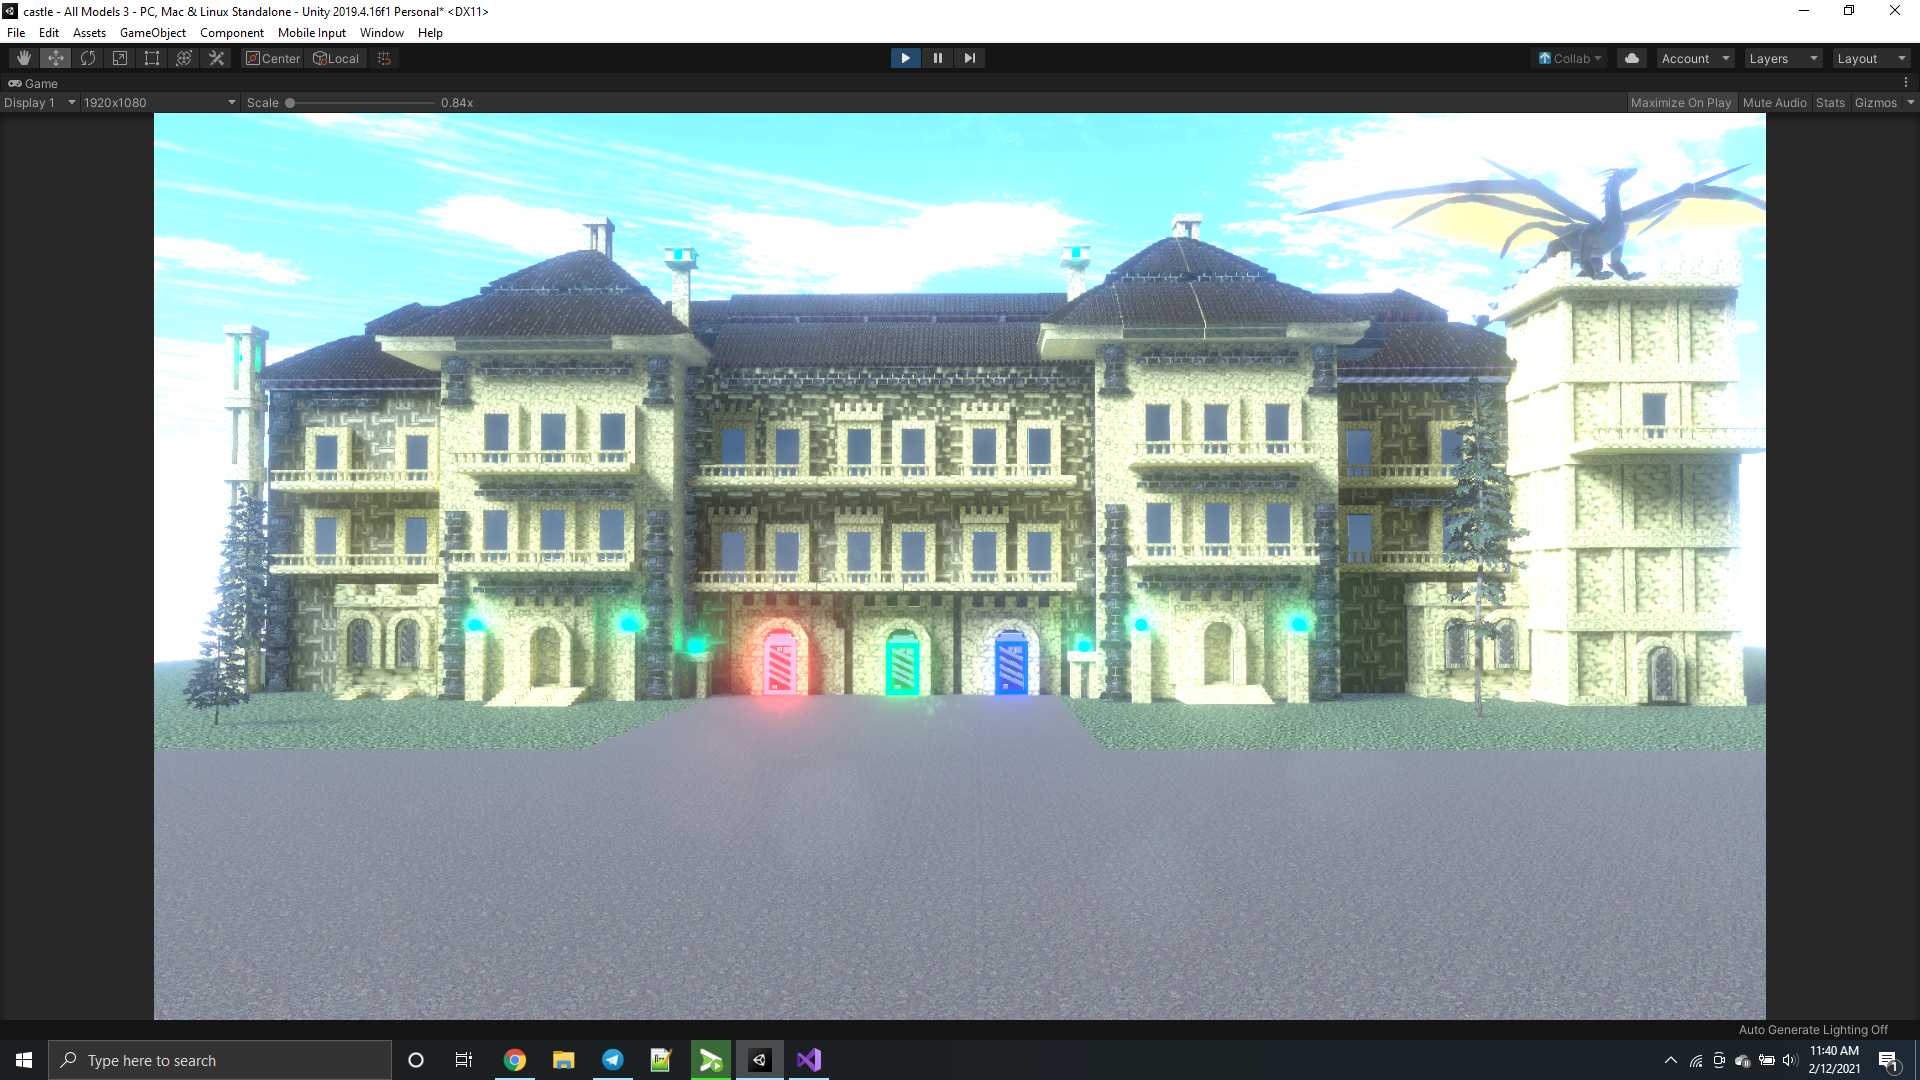 castle - All Models 3 - PC, Mac & Linux Standalone - Unity 2019.4.16f1 Personal* <DX11>
File Edit Assets GameObject Component Mobile Input Window Help
Center Local Collab Account Layers Layout
Game
Display 1 1920x1080 Scale 0.84x Maximize On Play Mute Audio Stats Gizmos
Auto Generate Lighting Off
Type here to search
11:40 AM
2/12/2021
1